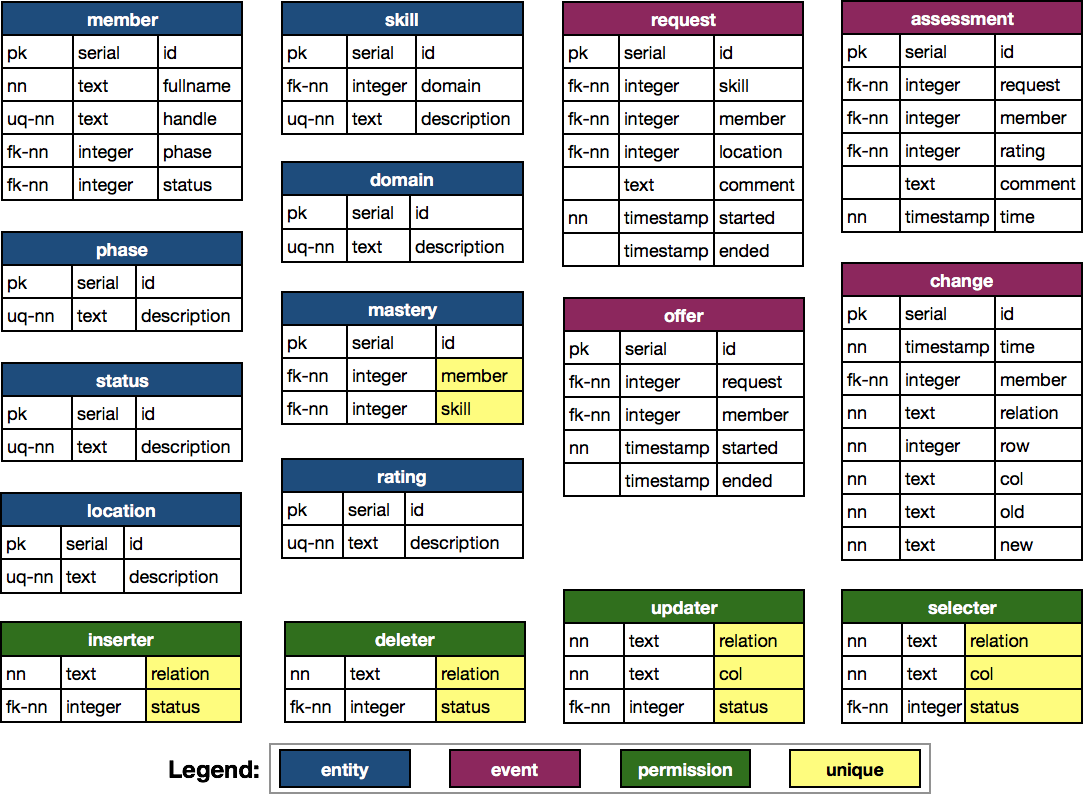 member
pk serial id
nn text fullname
uq-nn text handle
fk-nn integer phase
fk-nn integer status
phase
pk serial id
uq-nn text description
status
pk serial id
uq-nn text description
location
pk serial id
uq-nn text description
inserter
nn text relation
fk-nn integer status
skill
pk serial id
fk-nn integer domain
uq-nn text description
domain
pk serial id
uq-nn text description
mastery
pk serial id
fk-nn integer member
fk-nn integer skill
rating
pk serial id
uq-nn text description
deleter
nn text relation
fk-nn integer status
request
pk serial id
fk-nn integer skill
fk-nn integer member
fk-nn integer location
text comment
nn timestamp started
timestamp ended
offer
pk serial id
fk-nn integer request
fk-nn integer member
nn timestamp started
timestamp ended
updater
nn text relation
nn text col
fk-nn integer status
assessment
pk serial id
fk-nn integer request
fk-nn integer member
fk-nn integer rating
text comment
nn timestamp time
change
pk serial id
nn timestamp time
fk-nn integer member
nn text relation
nn integer row
nn text col
nn text old
nn text new
selecter
nn text relation
nn text col
fk-nn integer status
Legend: entity event permission unique